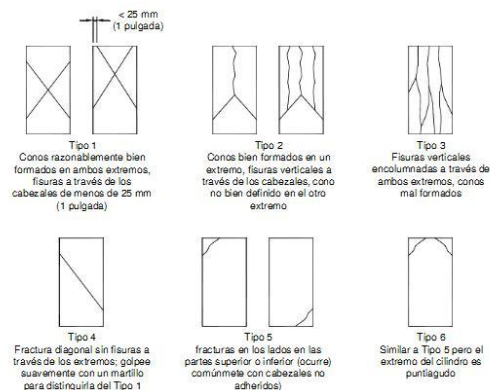 < 25 mm
(1 pulgada)
Tipo 1
Conos razonablemente bien
formados en ambos extremos,
fisuras a través de los
cabezales de menos de 25 mm
(1 pulgada)
Tipo 2
Conos bien formados en un
extremo, fisuras verticales a
través de los cabezales, cono
no bien definido en el otro
extremo
Tipo 3
Fisuras verticales
encolumnadas a través de
ambos extremos, conos
mal formados
Tipo 4
Fractura diagonal sin fisuras a
través de los extremos; golpee
suavemente con un martillo
para distinguirla del Tipo 1
Tipo 5
fracturas en los lados en las
partes superior o inferior (ocurre)
comúnmete con cabezales no
adheridos)
Tipo 6
Similar a Tipo 5 pero el
extremo del cilindro es
puntiagudo